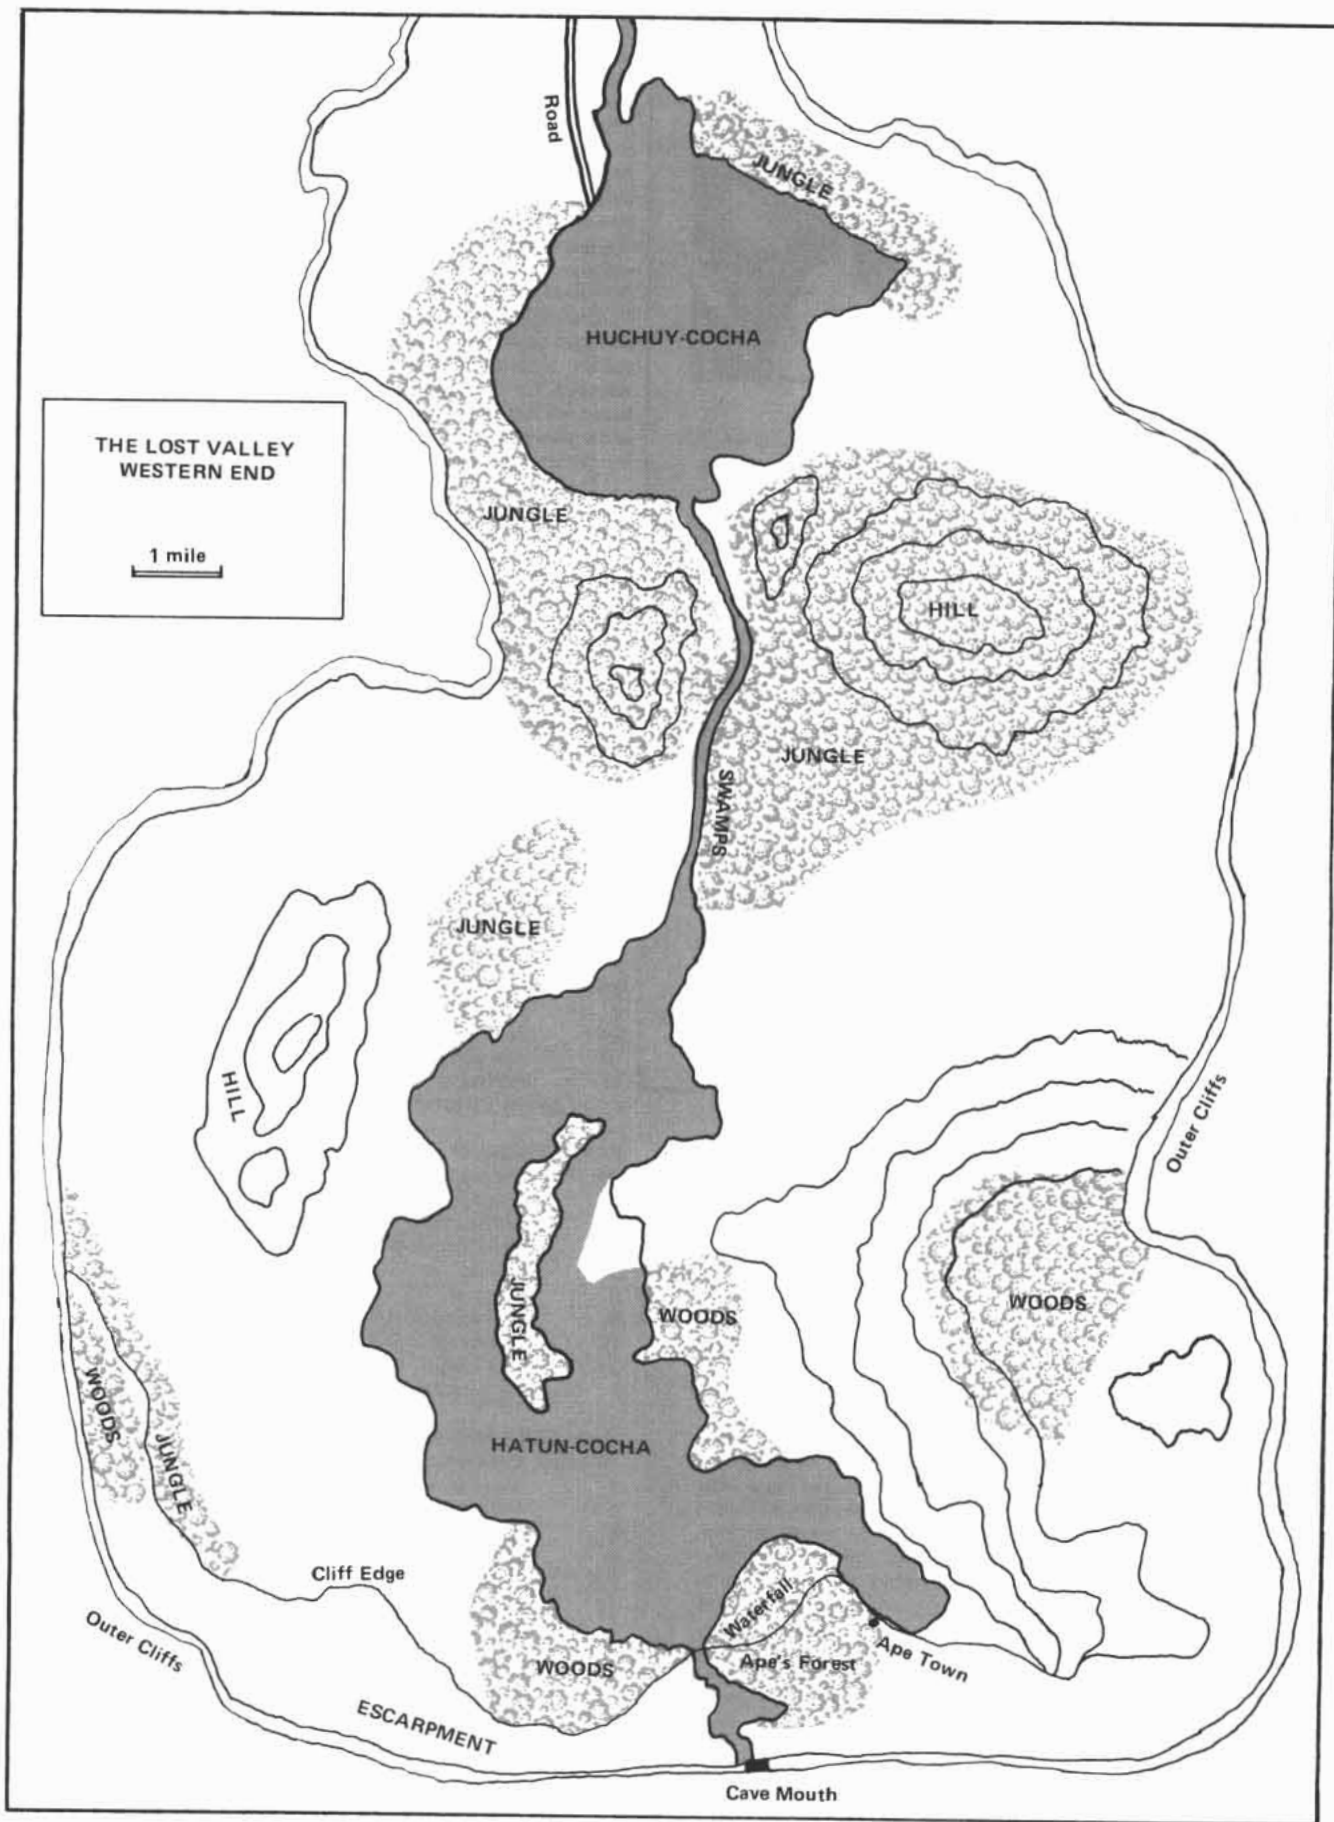 Road
JUNGLE
HUCHUY-COCHA
THE LOST VALLEY
WESTERN END
1 mile
JUNGLE
HILL
JUNGLE
SWAMPS
JUNGLE
HILL
Outer Cliffs
JUNGLE
WOODS
WOODS
WOODS
JUNGLE
HATUN-COCHA
Cliff Edge
Waterfall
Outer Cliffs
Ape Town
Ape's Forest
WOODS
ESCARPMENT
Cave Mouth